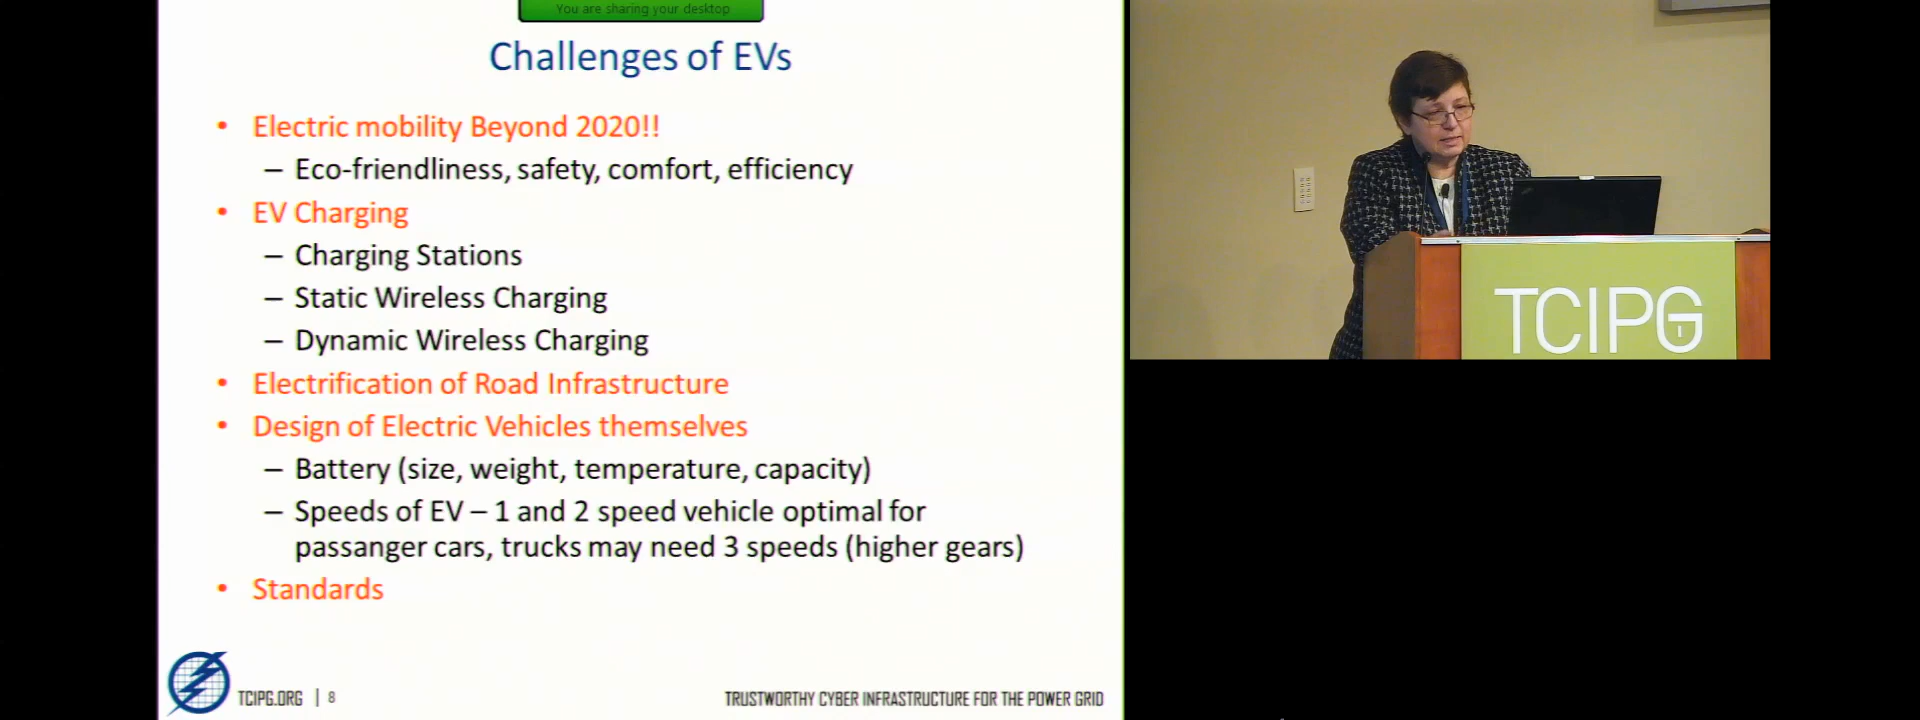 You are sharing your desktop
Challenges of EVs
• Electric mobility Beyond 2020!!
– Eco-friendliness, safety, comfort, efficiency
• EV Charging
– Charging Stations
– Static Wireless Charging
– Dynamic Wireless Charging
• Electrification of Road Infrastructure
• Design of Electric Vehicles themselves
– Battery (size, weight, temperature, capacity)
– Speeds of EV – 1 and 2 speed vehicle optimal for
passanger cars, trucks may need 3 speeds (higher gears)
• Standards
TCIPG.ORG | 8
TRUSTWORTHY CYBER INFRASTRUCTURE FOR THE POWER GRID
TCIPG